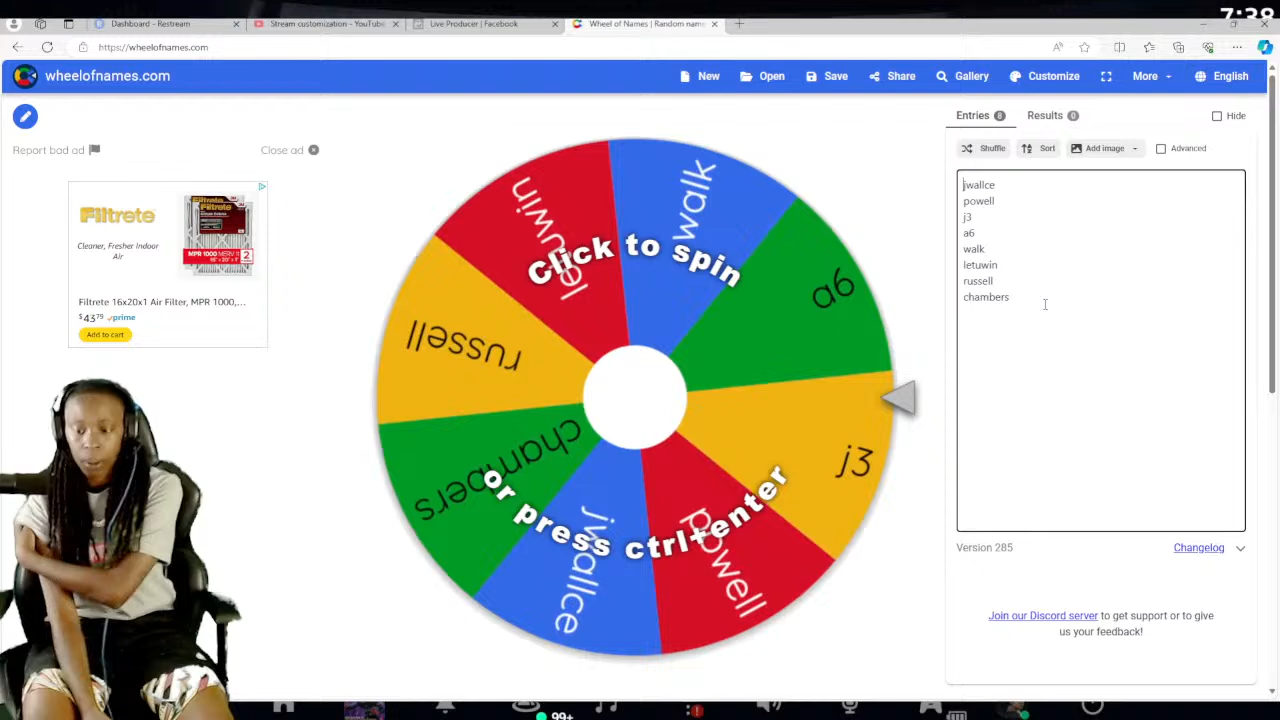 7:38
Dashboard - Restream
Stream customization - YouTube
Live Producer | Facebook
Wheel of Names | Random name
https://wheelofnames.com
wheelofnames.com
New
Open
Save
Share
Gallery
Customize
More
English
Report bad ad
Close ad
Filtrete
Cleaner, Fresher Indoor
Air
MPR 1000
2
Filtrete 16x20x1 Air Filter, MPR 1000,...
$4379 prime
Add to cart
Entries 8
Results 0
Hide
Shuffle
Sort
Add image
Advanced
jwallce
powell
j3
a6
walk
letuwin
russell
chambers
Version 285
Changelog
Join our Discord server to get support or to give
us your feedback!
walk
a6
j3
powell
jwallce
chambers
russell
letuwin
Click to spin
or press ctrl+enter
99+